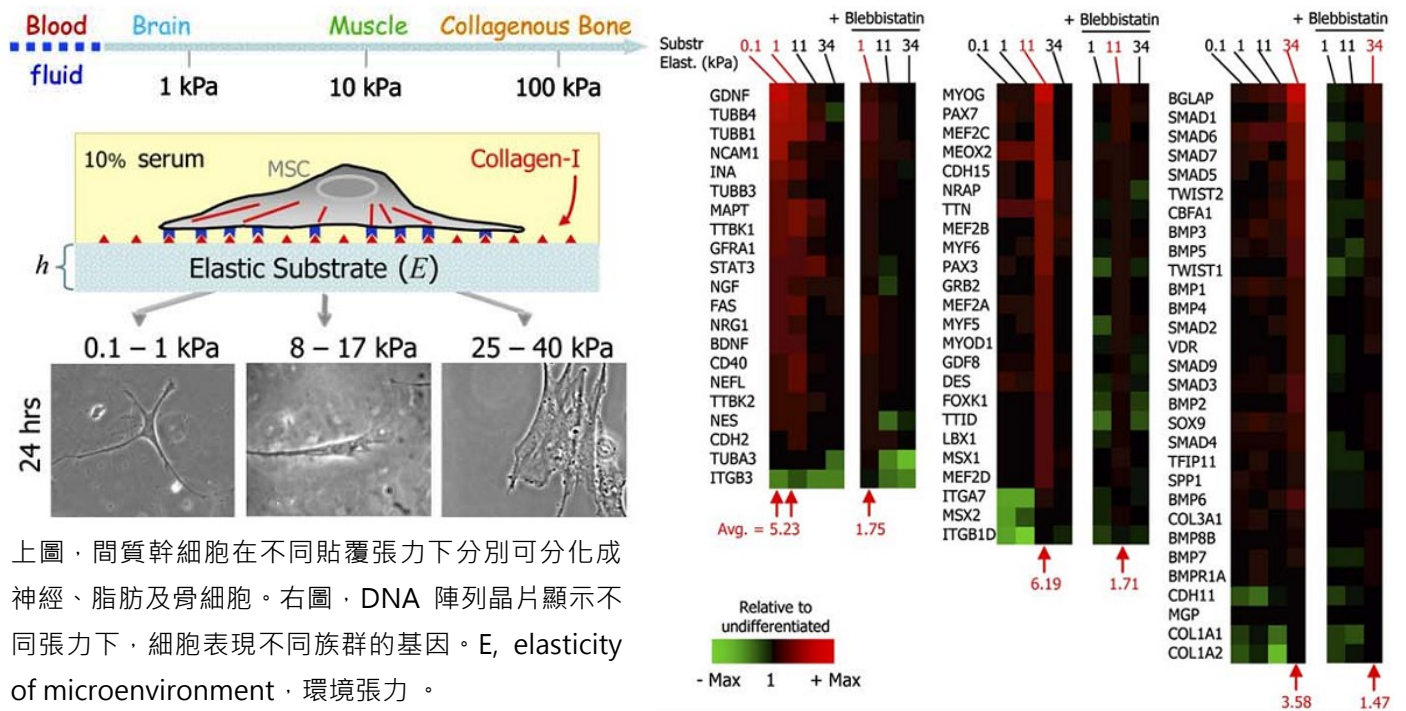 Blood Brain Muscle Collagenous Bone
fluid
1 kPa 10 kPa 100 kPa
10% serum
MSC
Collagen-I
h
Elastic Substrate (E)
0.1 – 1 kPa 8 – 17 kPa 25 – 40 kPa
24 hrs
上圖，間質幹細胞在不同貼覆張力下分別可分化成
神經、脂肪及骨細胞。右圖，DNA 陣列晶片顯示不
同張力下，細胞表現不同族群的基因。E, elasticity
of microenvironment，環境張力 。
+ Blebbistatin
Substr 0.1 1 11 34 1 11 34
Elast. (kPa)
GDNF
TUBB4
TUBB1
NCAM1
INA
TUBB3
MAPT
TTBK1
GFRA1
STAT3
NGF
FAS
NRG1
BDNF
CD40
NEFL
TTBK2
NES
CDH2
TUBA3
ITGB3
Avg. = 5.23 1.75
Relative to
undifferentiated
- Max 1 + Max
+ Blebbistatin
0.1 1 11 34 1 11 34
MYOG
PAX7
MEF2C
MEOX2
CDH15
NRAP
TTN
MEF2B
MYF6
PAX3
GRB2
MEF2A
MYF5
MYOD1
GDF8
DES
FOXK1
TTID
LBX1
MSX1
MEF2D
ITGA7
MSX2
ITGB1D
6.19 1.71
+ Blebbistatin
0.1 1 11 34 1 11 34
BGLAP
SMAD1
SMAD6
SMAD7
SMAD5
TWIST2
CBFA1
BMP3
BMP5
TWIST1
BMP1
BMP4
SMAD2
VDR
SMAD9
SMAD3
BMP2
SOX9
SMAD4
TFIP11
SPP1
BMP6
COL3A1
BMP8B
BMP7
BMPR1A
CDH11
MGP
COL1A1
COL1A2
3.58 1.47